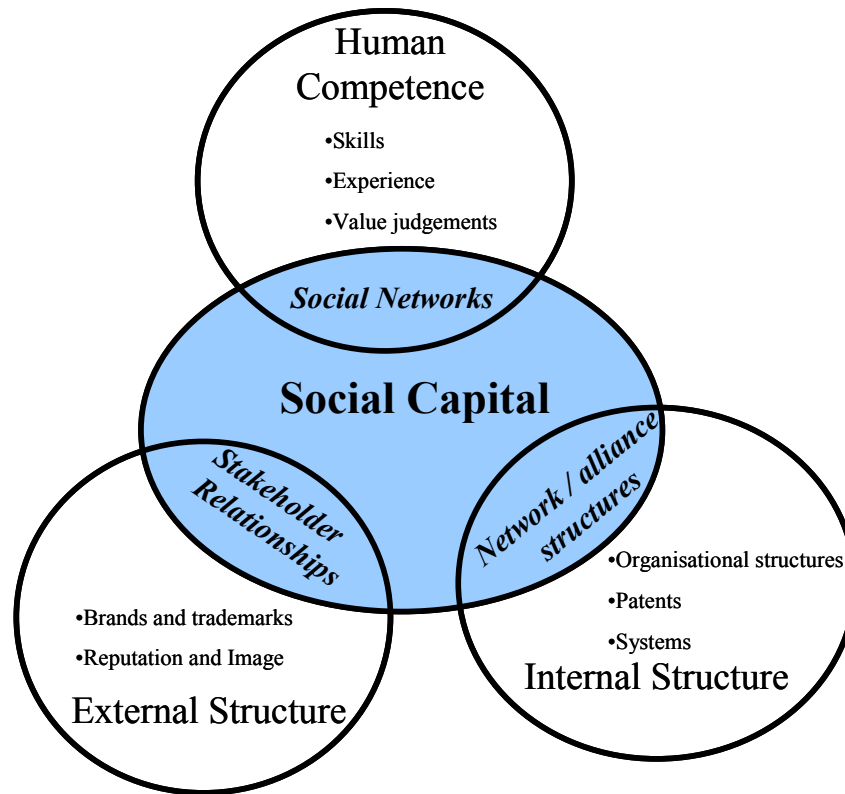 Human
Competence
•Skills
•Experience
•Value judgements
Social Networks
Social Capital
Stakeholder
Relationships
Network / alliance
structures
•Brands and trademarks
•Reputation and Image
External Structure
•Organisational structures
•Patents
•Systems
Internal Structure